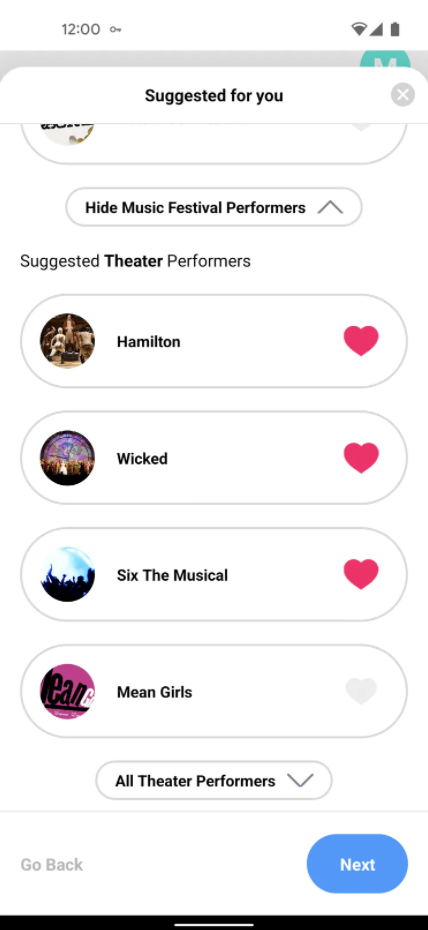 12:00
M
Suggested for you
Hide Music Festival Performers
Suggested Theater Performers
Hamilton
Wicked
Six The Musical
Mean Girls
All Theater Performers
Go Back
Next